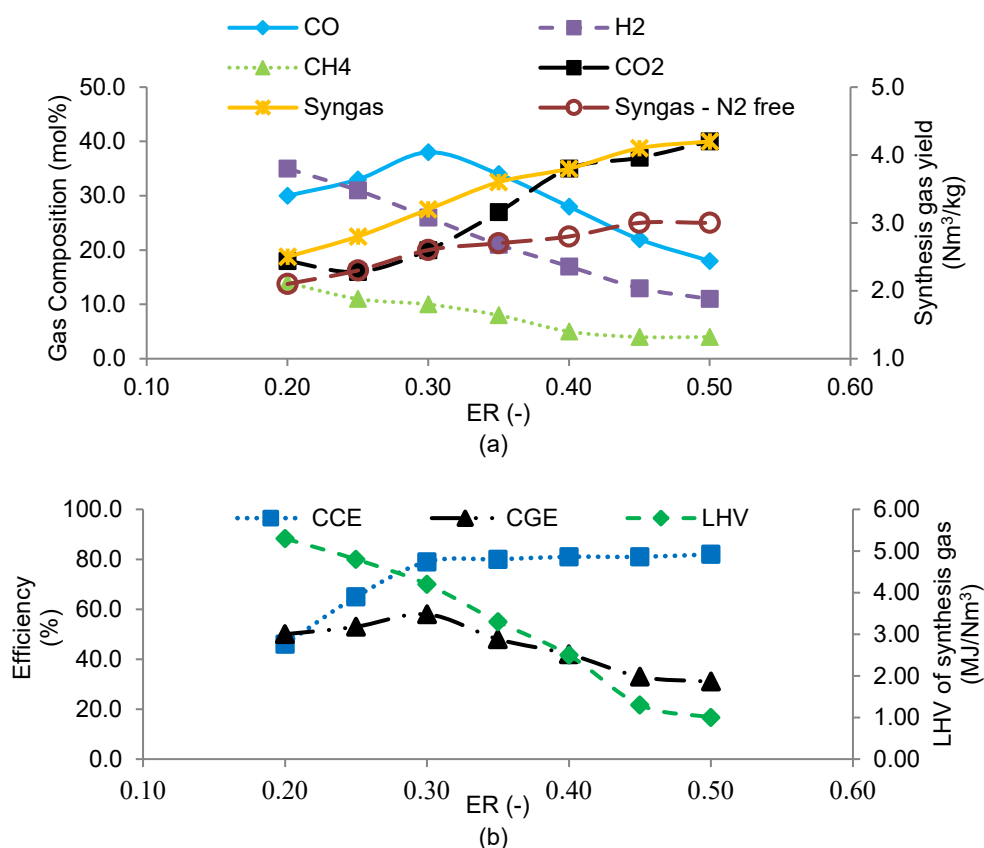 CO H2
CH4 CO2
Syngas Syngas - N2 free
Gas Composition (mol%)
50.0
40.0
30.0
20.0
10.0
0.0
5.0
4.0
3.0
2.0
1.0
Synthesis gas yield
(Nm³/kg)
0.10 0.20 0.30 0.40 0.50 0.60
ER (-)
(a)
CCE CGE LHV
Efficiency
(%)
100.0
80.0
60.0
40.0
20.0
0.0
6.00
5.00
4.00
3.00
2.00
1.00
0.00
LHV of synthesis gas
(MJ/Nm³)
0.10 0.20 0.30 0.40 0.50 0.60
ER (-)
(b)